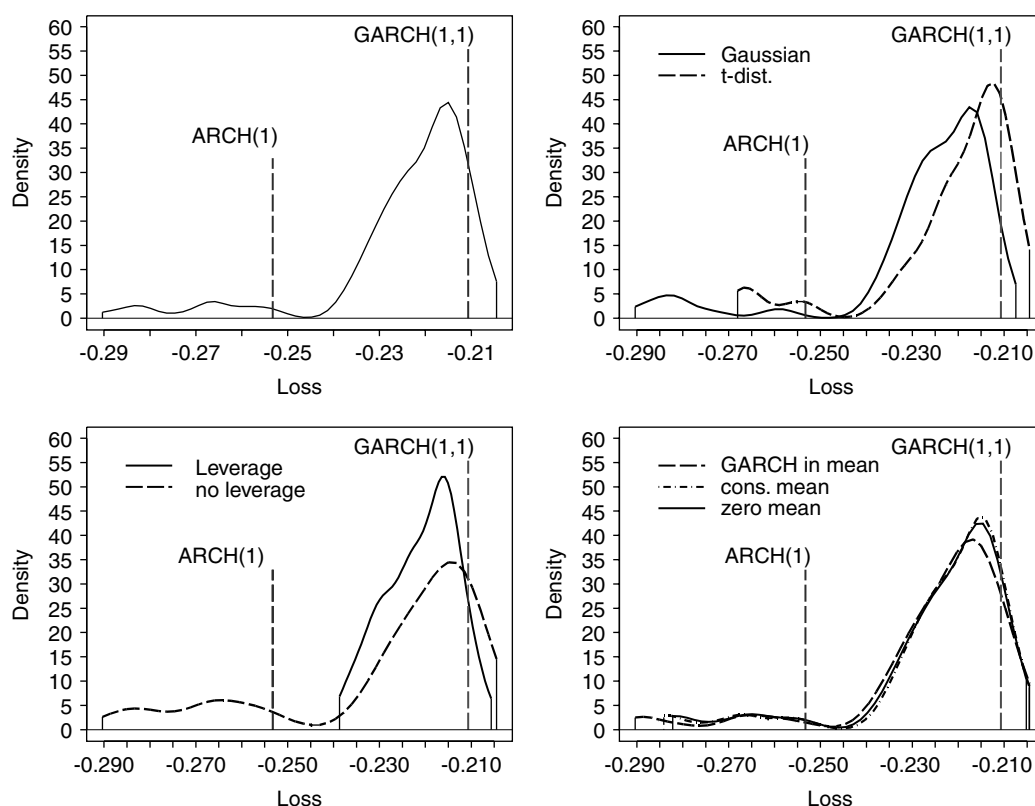 60
55
50
45
40
35
30
25
20
15
10
5
0
Density
GARCH(1,1)
ARCH(1)
-0.29 -0.27 -0.25 -0.23 -0.21
Loss
60
55
50
45
40
35
30
25
20
15
10
5
0
Density
GARCH(1,1)
Gaussian
t-dist.
ARCH(1)
-0.290 -0.270 -0.250 -0.230 -0.210
Loss
60
55
50
45
40
35
30
25
20
15
10
5
0
Density
GARCH(1,1)
Leverage
no leverage
ARCH(1)
-0.290 -0.270 -0.250 -0.230 -0.210
Loss
60
55
50
45
40
35
30
25
20
15
10
5
0
Density
GARCH(1,1)
GARCH in mean
cons. mean
zero mean
ARCH(1)
-0.290 -0.270 -0.250 -0.230 -0.210
Loss